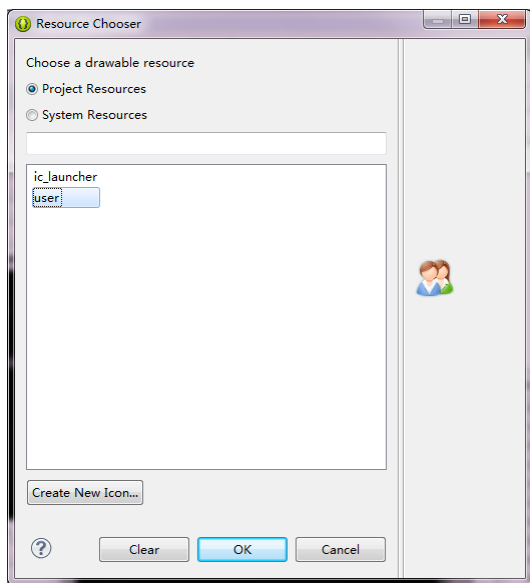 Resource Chooser
Choose a drawable resource
Project Resources
System Resources
ic_launcher
user
Create New Icon...
?
Clear
OK
Cancel